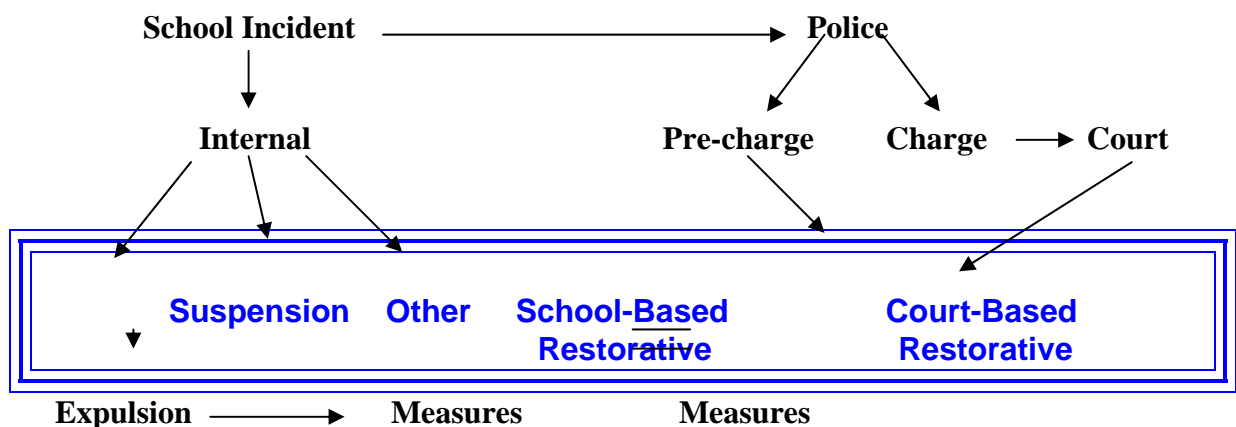 School Incident Police
Internal Pre-charge Charge Court
Suspension Other School-Based Court-Based
Restorative Restorative
Expulsion Measures Measures